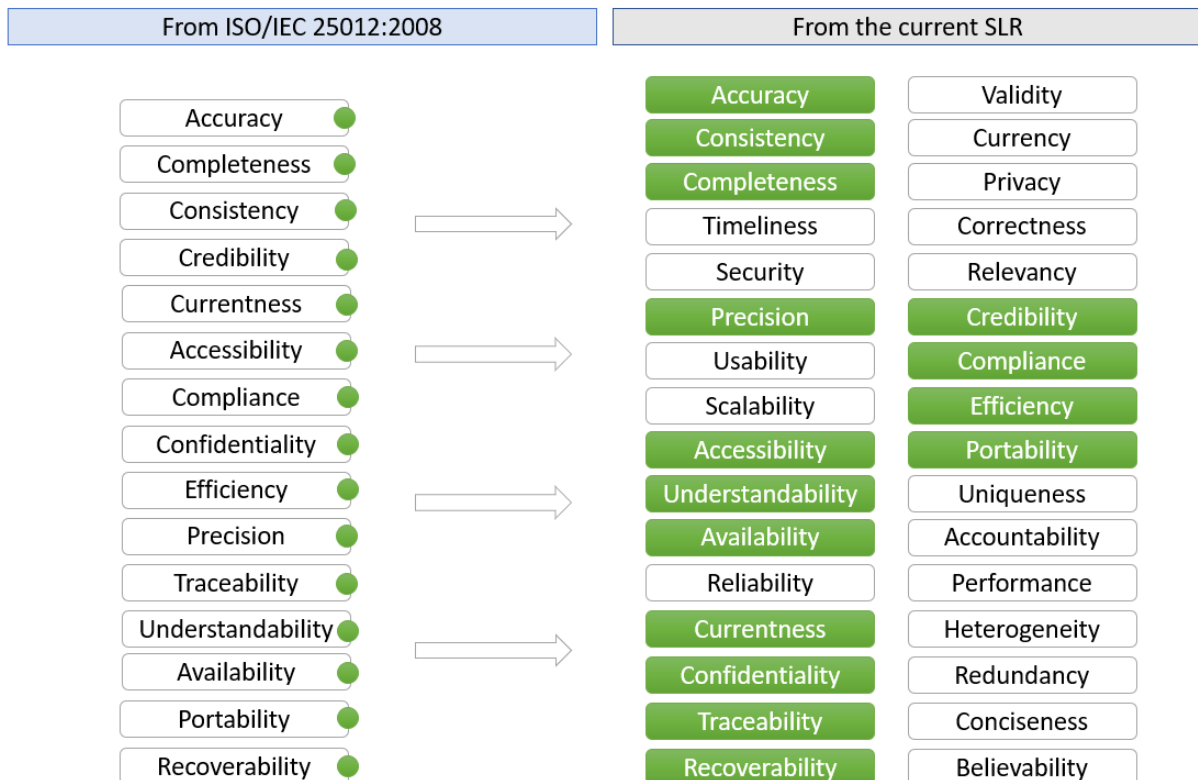 From ISO/IEC 25012:2008
Accuracy
Completeness
Consistency
Credibility
Currentness
Accessibility
Compliance
Confidentiality
Efficiency
Precision
Traceability
Understandability
Availability
Portability
Recoverability
From the current SLR
Accuracy
Consistency
Completeness
Timeliness
Security
Precision
Usability
Scalability
Accessibility
Understandability
Availability
Reliability
Currentness
Confidentiality
Traceability
Recoverability
Validity
Currency
Privacy
Correctness
Relevancy
Credibility
Compliance
Efficiency
Portability
Uniqueness
Accountability
Performance
Heterogeneity
Redundancy
Conciseness
Believability